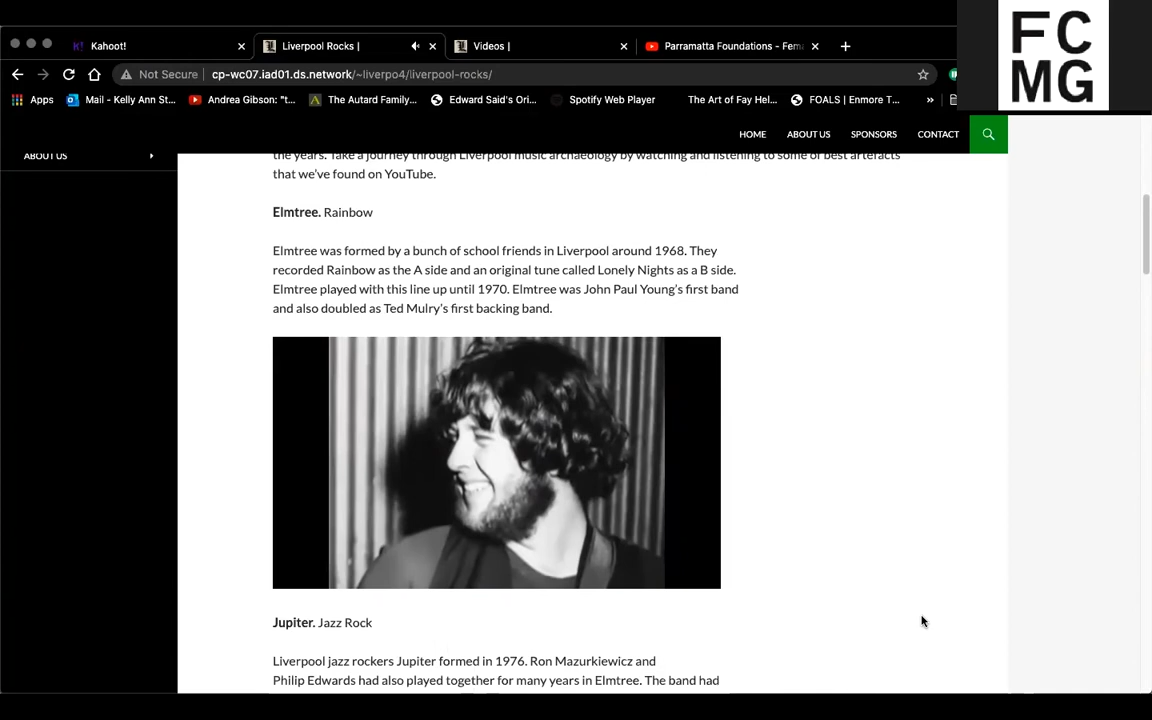 FC
MG
Kahoot!
Liverpool Rocks |
Videos |
Parramatta Foundations - Fem
Not Secure
cp-wc07.iad01.ds.network/~liverpo4/liverpool-rocks/
Apps
Mail - Kelly Ann St...
Andrea Gibson: "t...
The Autard Family...
Edward Said's Ori...
Spotify Web Player
The Art of Fay Hel...
FOALS | Enmore T...
»
HOME
ABOUT US
SPONSORS
CONTACT
ABOUT US
the years. Take a journey through Liverpool music archaeology by watching and listening to some of best artefacts
that we've found on YouTube.
Elmtree. Rainbow
Elmtree was formed by a bunch of school friends in Liverpool around 1968. They
recorded Rainbow as the A side and an original tune called Lonely Nights as a B side.
Elmtree played with this line up until 1970. Elmtree was John Paul Young's first band
and also doubled as Ted Mulry's first backing band.
Jupiter. Jazz Rock
Liverpool jazz rockers Jupiter formed in 1976. Ron Mazurkiewicz and
Philip Edwards had also played together for many years in Elmtree. The band had